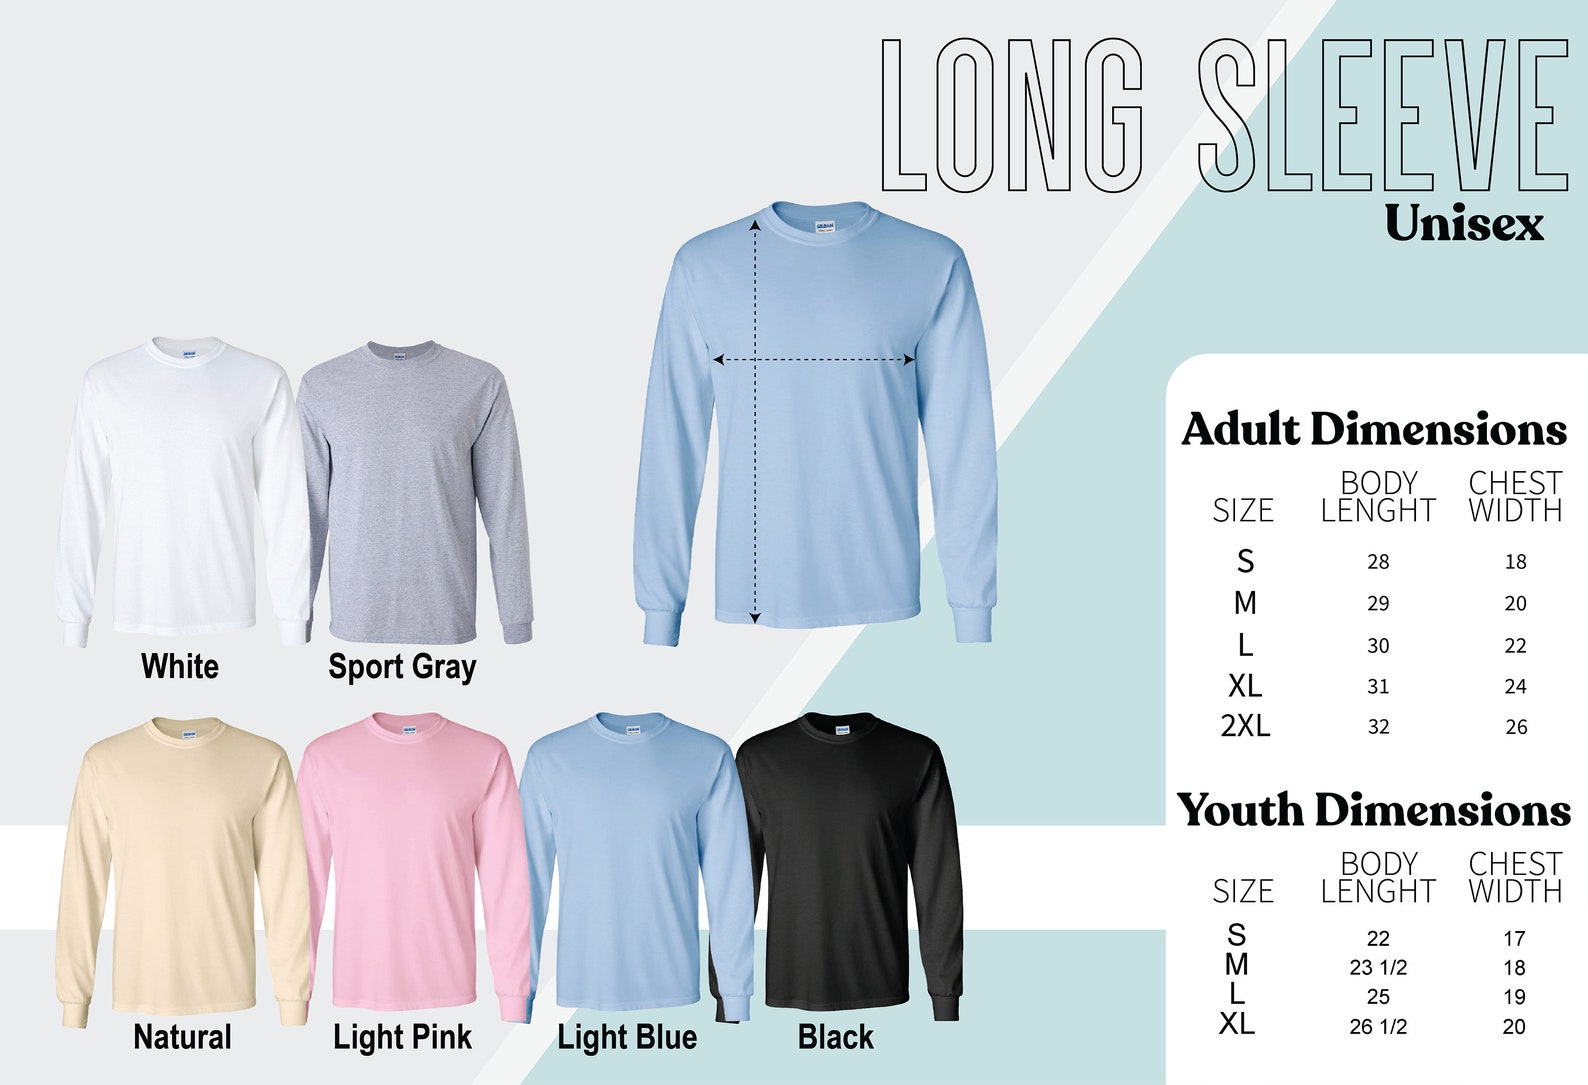 LONG SLEEVE
Unisex
GILDAN
White
Sport Gray
Natural
Light Pink
Light Blue
Black
Adult Dimensions
SIZE BODY LENGHT CHEST WIDTH
S 28 18
M 29 20
L 30 22
XL 31 24
2XL 32 26
Youth Dimensions
SIZE BODY LENGHT CHEST WIDTH
S 22 17
M 23 1/2 18
L 25 19
XL 26 1/2 20